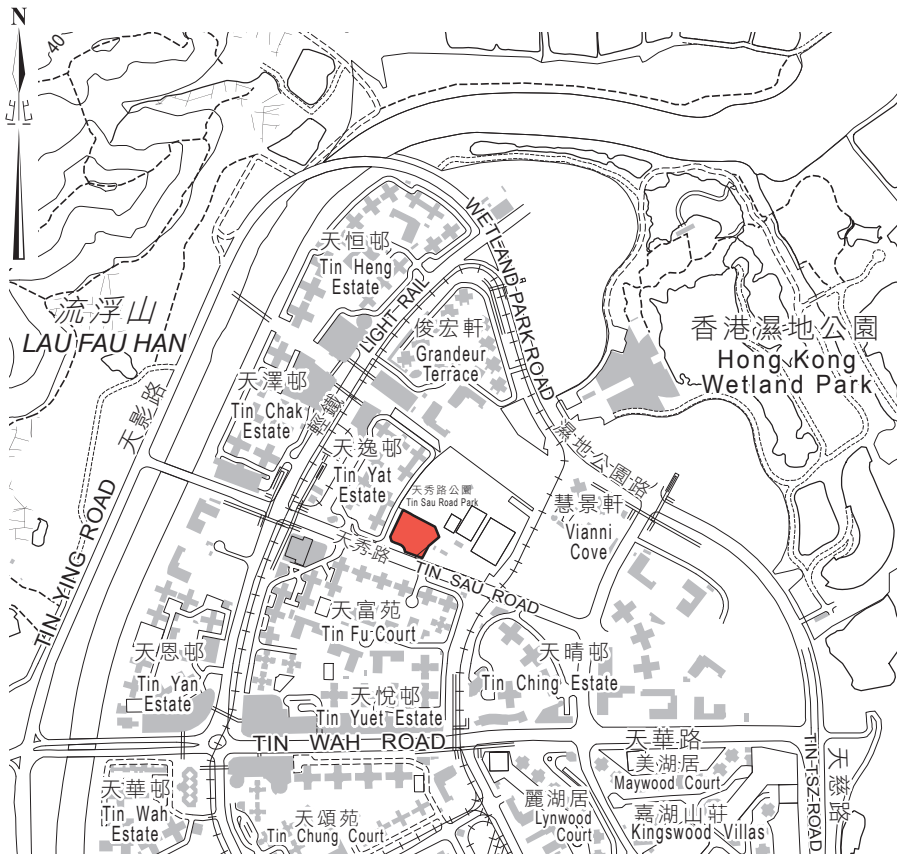 N
40
天恒邨
Tin Heng
Estate
WETLAND PARK ROAD
LIGHT RAIL
輕鐵
流浮山
LAU FAU HAN
俊宏軒
Grandeur
Terrace
香港濕地公園
Hong Kong
Wetland Park
天澤邨
Tin Chak
Estate
天影路
TIN YING ROAD
天逸邨
Tin Yat
Estate
濕地公園路
天秀路公園
Tin Sau Road Park
慧景軒
Vianni
Cove
天秀路
TIN SAU ROAD
天富苑
Tin Fu Court
天恩邨
Tin Yan
Estate
天晴邨
Tin Ching Estate
天悅邨
Tin Yuet Estate
TIN WAH ROAD
天華路
美湖居
Maywood Court
TIN TSZ ROAD
天慈路
天華邨
Tin Wah
Estate
天頌苑
Tin Chung Court
麗湖居
Lynwood
Court
嘉湖山莊
Kingswood Villas